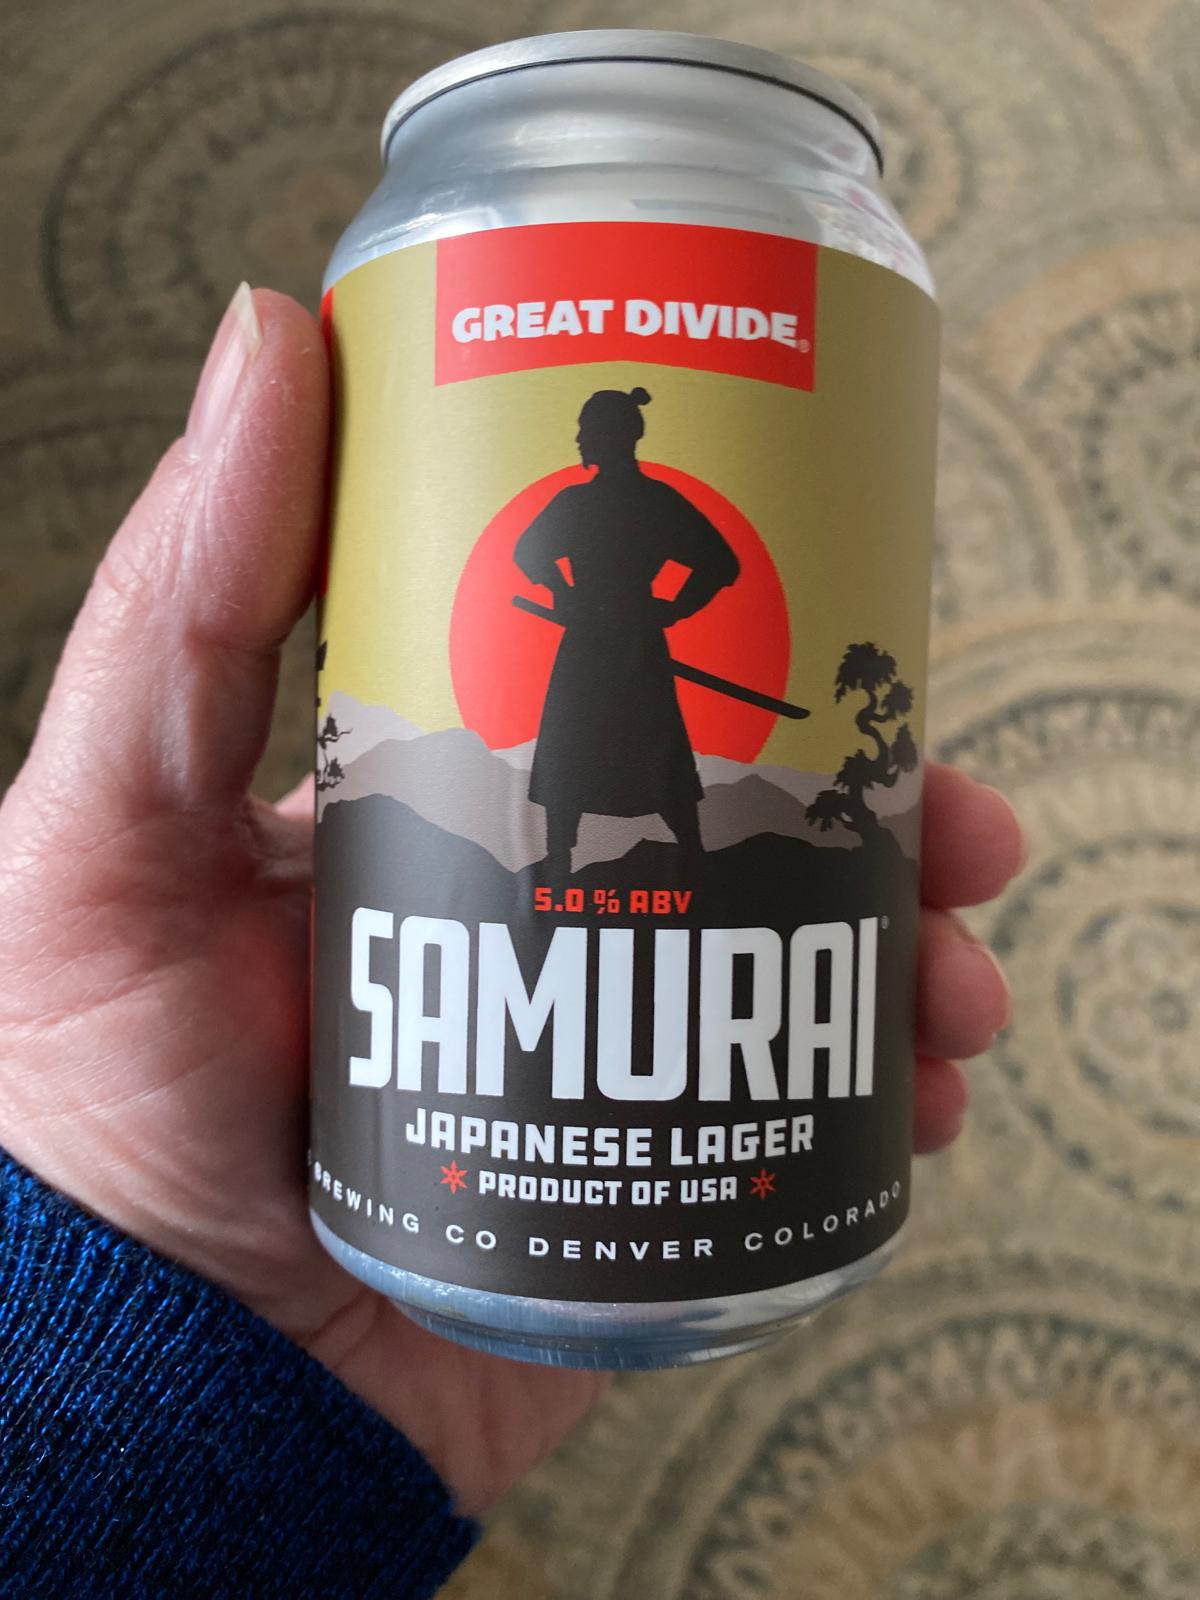 GREAT DIVIDE®
5.0% ABV
SAMURAI®
JAPANESE LAGER
PRODUCT OF USA
BREWING CO DENVER COLORADO